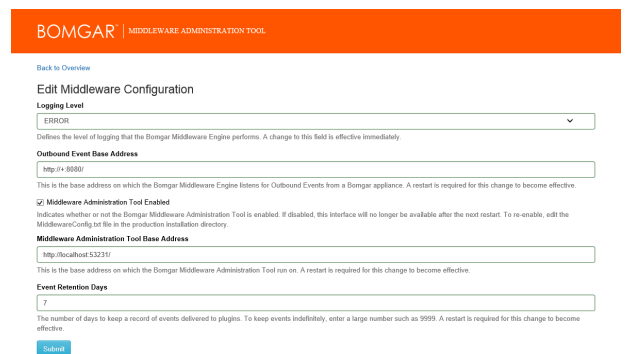 BOMGAR™ | MIDDLEWARE ADMINISTRATION TOOL
Back to Overview
Edit Middleware Configuration
Logging Level
ERROR
Defines the level of logging that the Bomgar Middleware Engine performs. A change to this field is effective immediately.
Outbound Event Base Address
http://+:8080/
This is the base address on which the Bomgar Middleware Engine listens for Outbound Events from a Bomgar appliance. A restart is required for this change to become effective.
Middleware Administration Tool Enabled
Indicates whether or not the Bomgar Middleware Administration Tool is enabled. If disabled, this interface will no longer be available after the next restart. To re-enable, edit the
MiddlewareConfig.txt file in the production installation directory.
Middleware Administration Tool Base Address
http://localhost:53231/
This is the base address on which the Bomgar Middleware Administration Tool run on. A restart is required for this change to become effective.
Event Retention Days
7
The number of days to keep a record of events delivered to plugins. To keep events Indefinitely, enter a large number such as 9999. A restart is required for this change to become
effective.
Submit